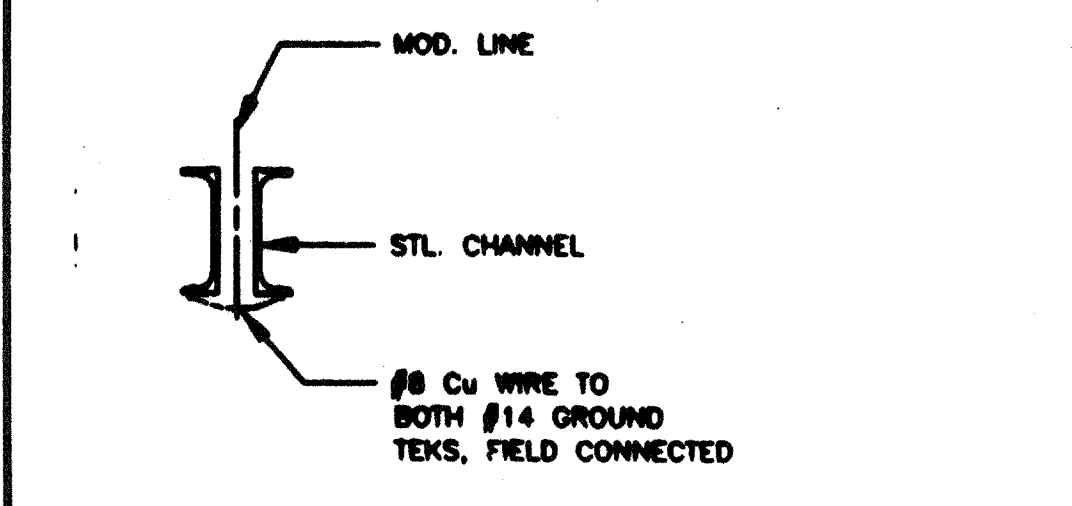 MOD. LINE
STL. CHANNEL
#8 Cu WIRE TO
BOTH #14 GROUND
TEKS, FIELD CONNECTED